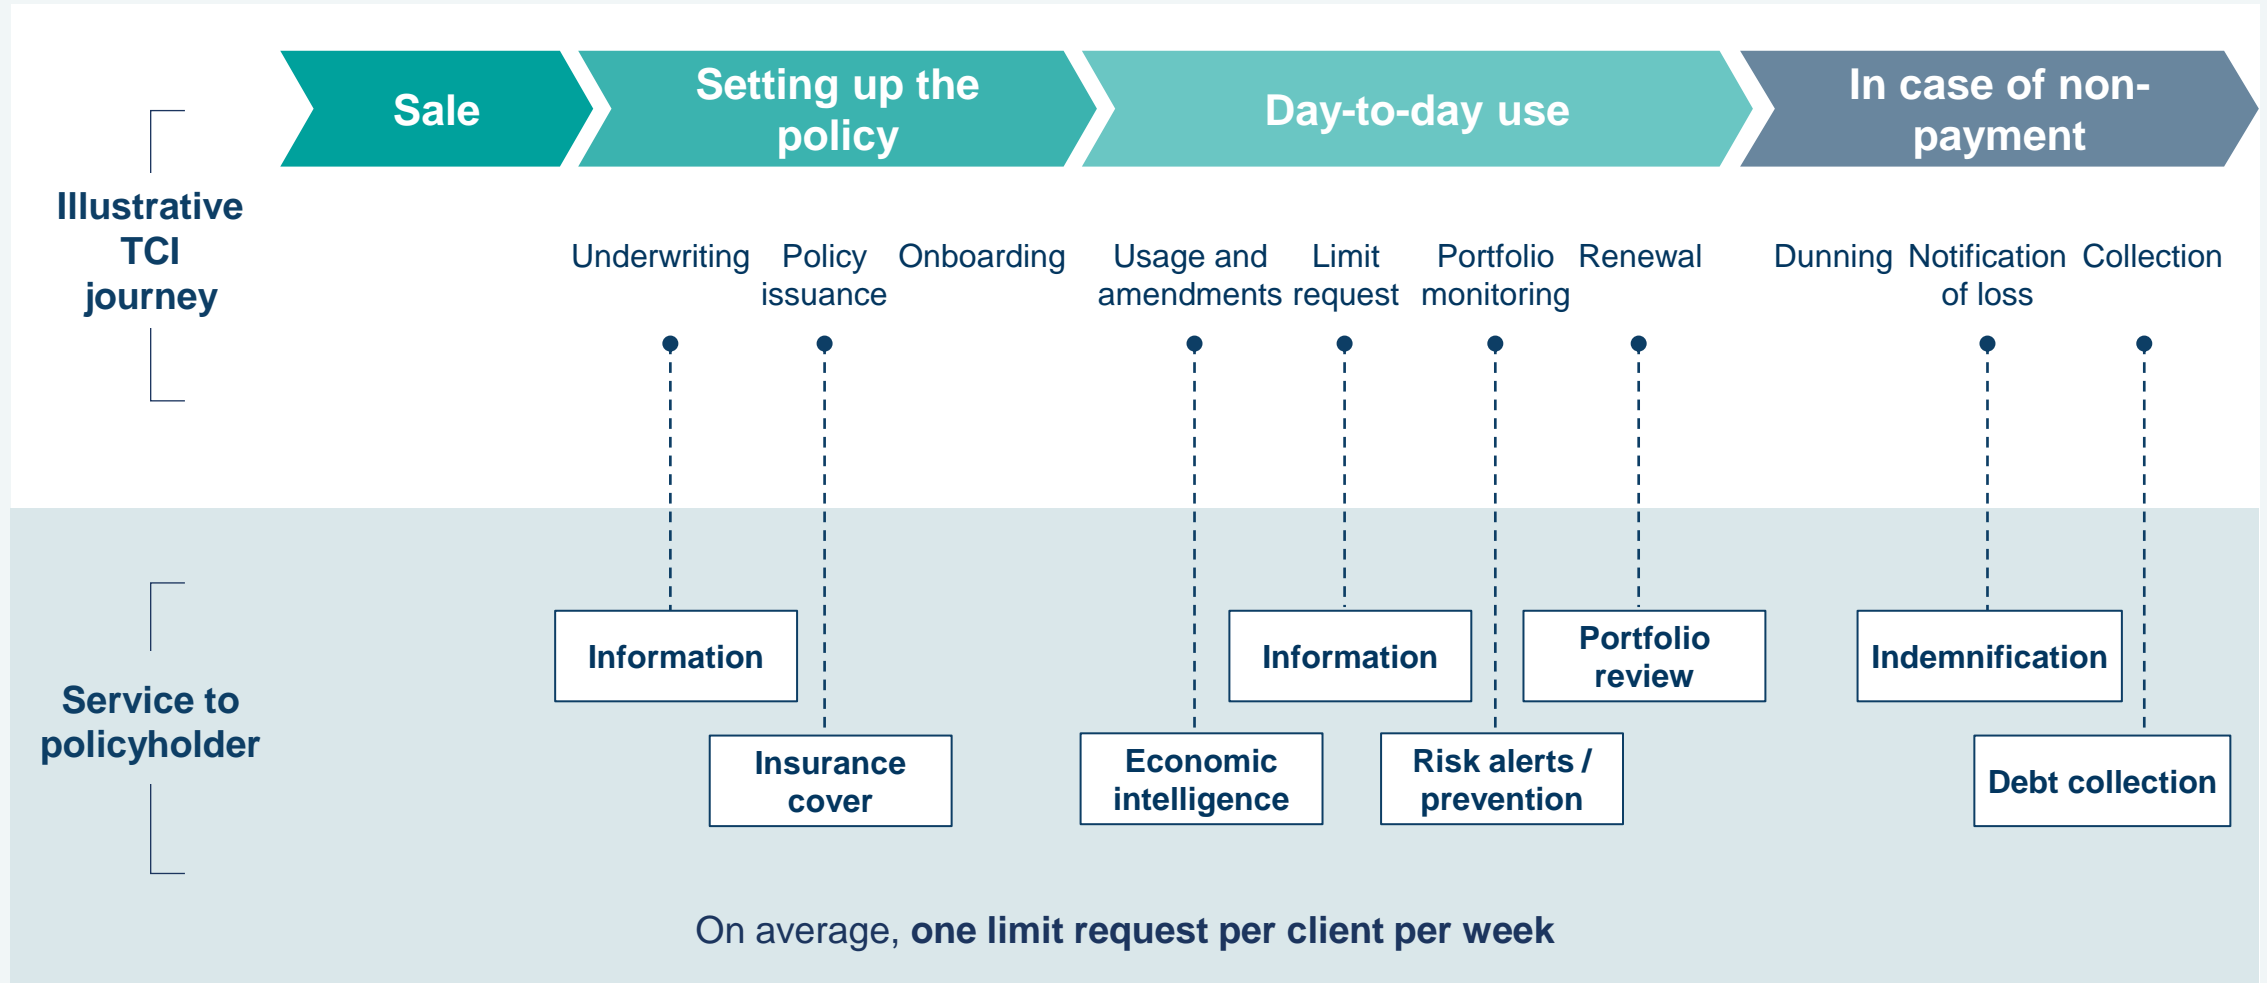 Sale
Setting up the
policy
Day-to-day use
In case of non-
payment
Illustrative
TCI
journey
Underwriting
Policy
issuance
Onboarding
Usage and
amendments
Limit
request
Portfolio
monitoring
Renewal
Dunning
Notification
of loss
Collection
Service to
policyholder
Information
Insurance
cover
Economic
intelligence
Information
Risk alerts /
prevention
Portfolio
review
Indemnification
Debt collection
On average, one limit request per client per week